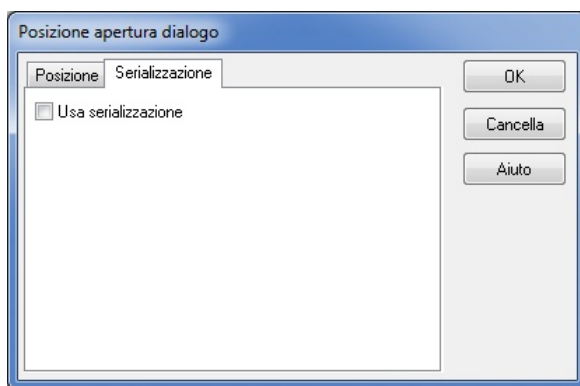 Posizione apertura dialogo
Posizione
Serializzazione
Usa serializzazione
OK
Cancella
Aiuto